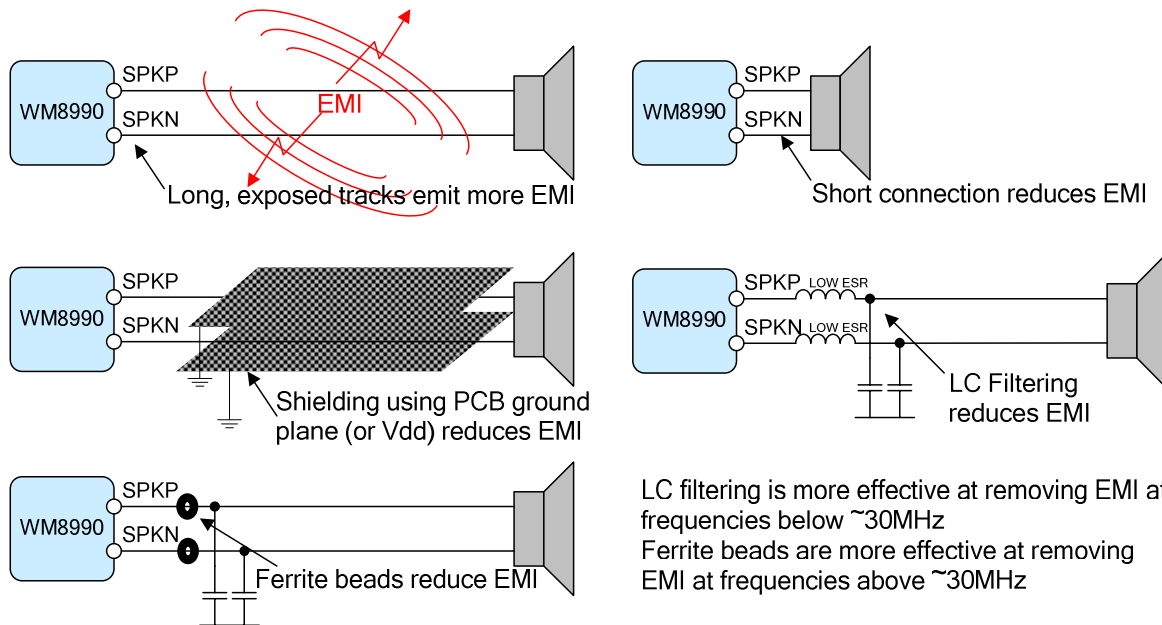 SPKP
WM8990
EMI
SPKN
Long, exposed tracks emit more EMI
SPKP
WM8990
SPKN
Short connection reduces EMI
SPKP
WM8990
SPKN
Shielding using PCB ground
plane (or Vdd) reduces EMI
SPKP LOW ESR
WM8990
SPKN LOW ESR
LC Filtering
reduces EMI
SPKP
WM8990
SPKN
Ferrite beads reduce EMI
LC filtering is more effective at removing EMI at
frequencies below ~30MHz
Ferrite beads are more effective at removing
EMI at frequencies above ~30MHz